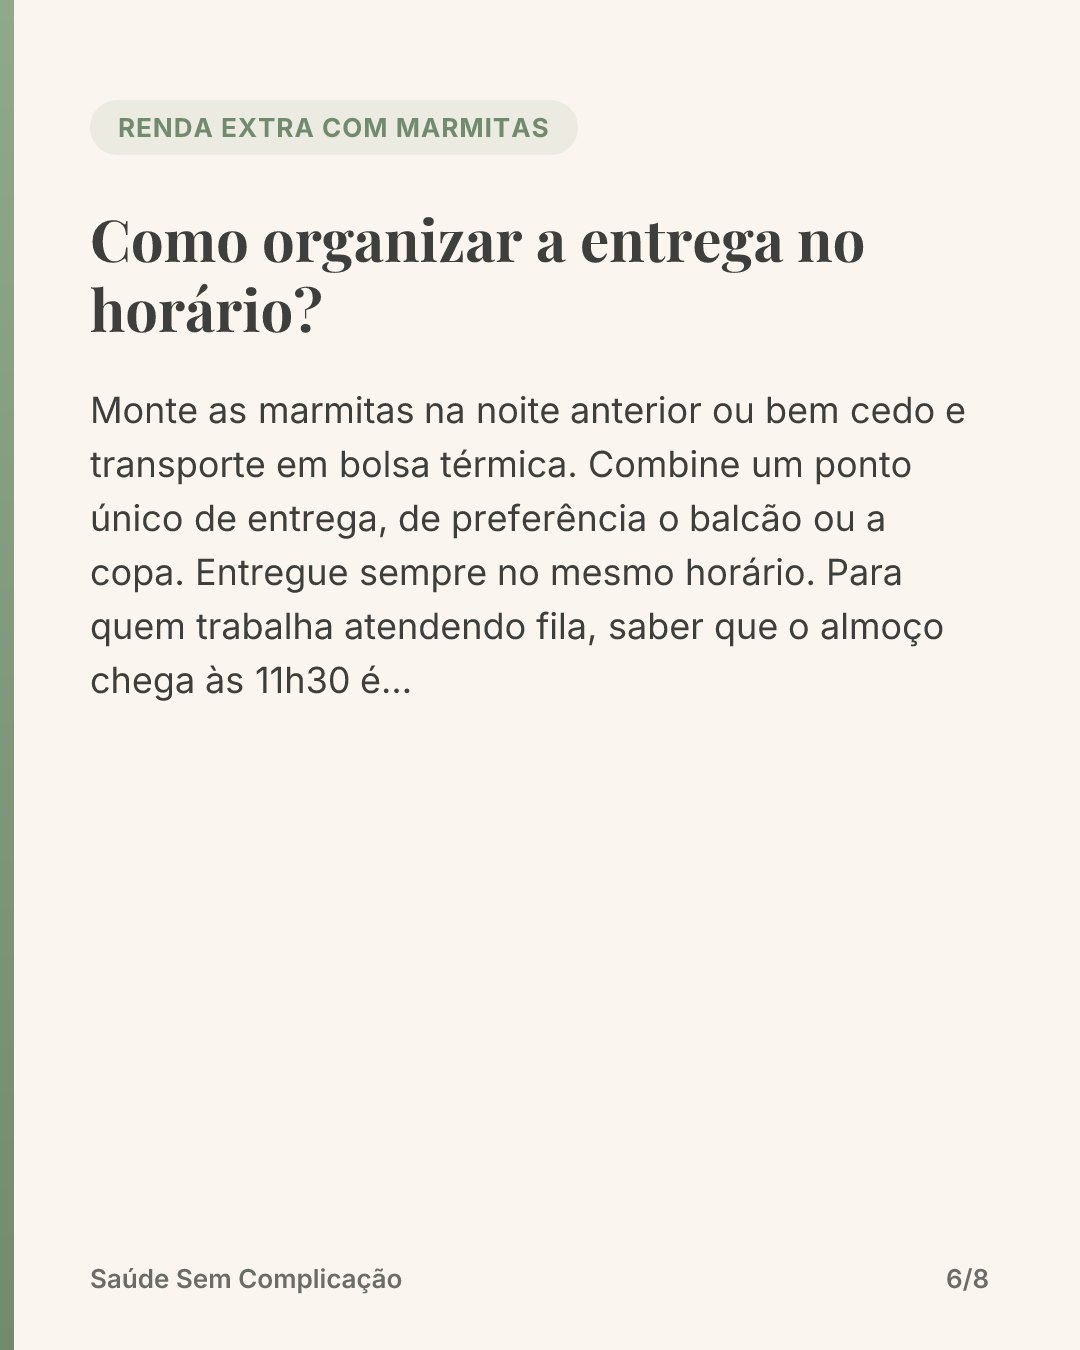 RENDA EXTRA COM MARMITAS
Como organizar a entrega no
horário?
Monte as marmitas na noite anterior ou bem cedo e
transporte em bolsa térmica. Combine um ponto
único de entrega, de preferência o balcão ou a
copa. Entregue sempre no mesmo horário. Para
quem trabalha atendendo fila, saber que o almoço
chega às 11h30 é...
Saúde Sem Complicação
6/8